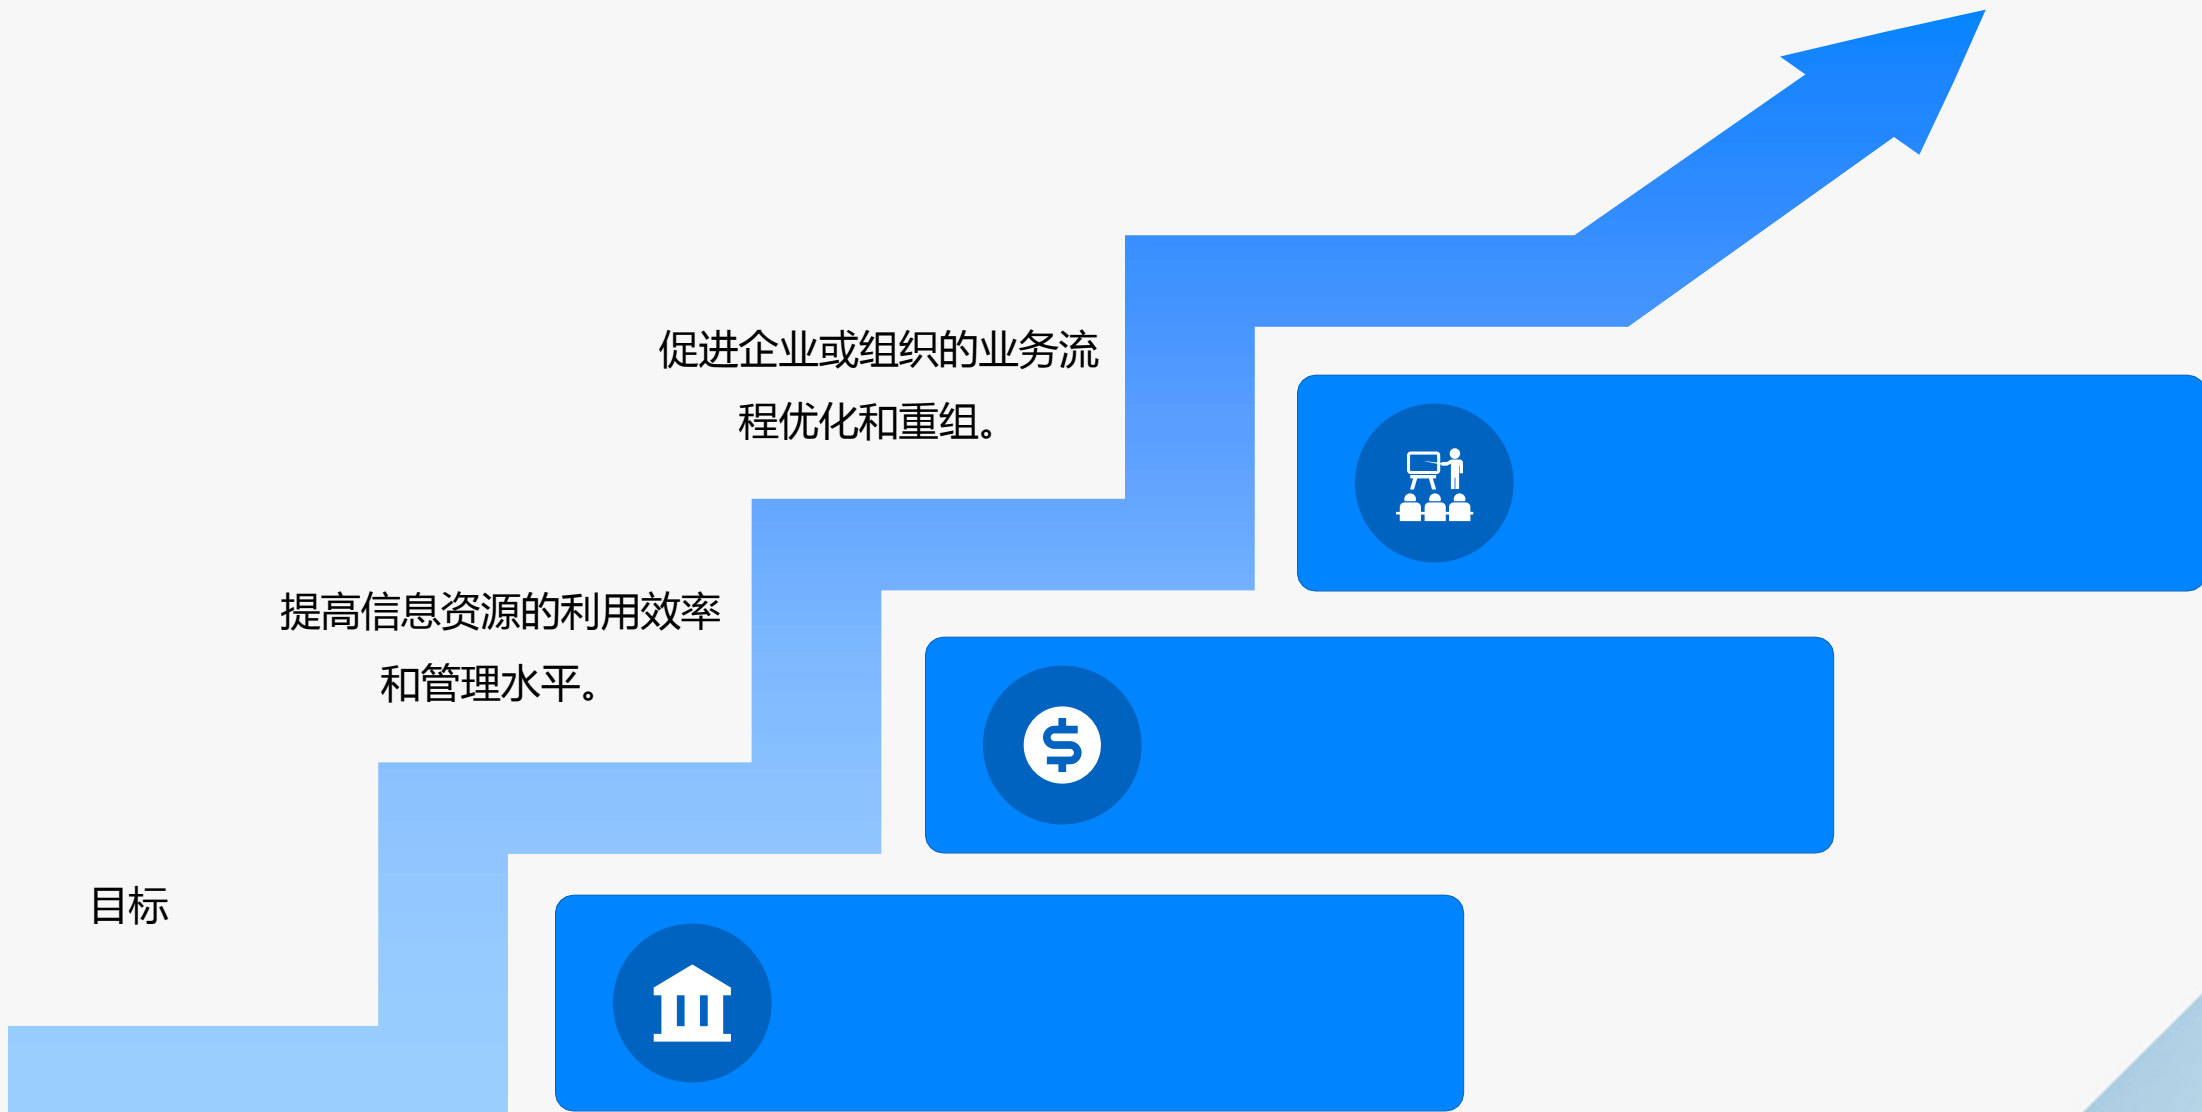 促进企业或组织的业务流
程优化和重组。
提高信息资源的利用效率
和管理水平。
目标